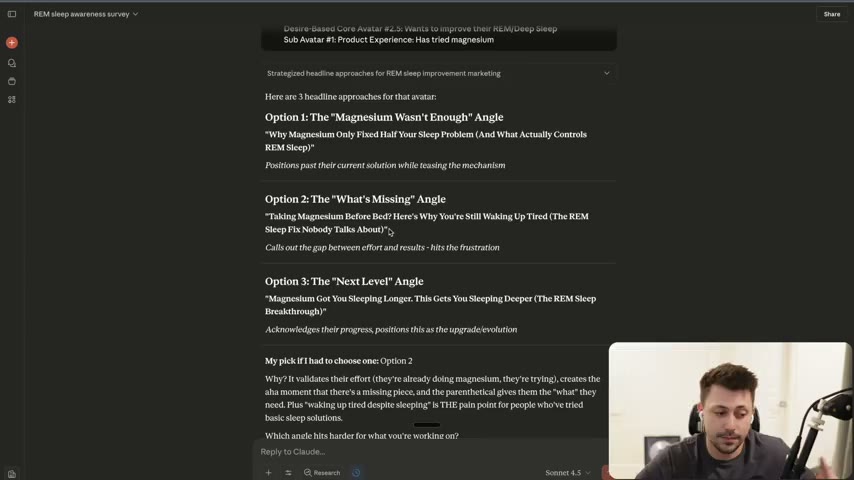 REM sleep awareness survey
Share
Desire-Based Core Avatar #2.5: Wants to improve their REM/Deep Sleep
Sub Avatar #1: Product Experience: Has tried magnesium
Strategized headline approaches for REM sleep improvement marketing
Here are 3 headline approaches for that avatar:
Option 1: The "Magnesium Wasn't Enough" Angle
"Why Magnesium Only Fixed Half Your Sleep Problem (And What Actually Controls
REM Sleep)"
Positions past their current solution while teasing the mechanism
Option 2: The "What's Missing" Angle
"Taking Magnesium Before Bed? Here's Why You're Still Waking Up Tired (The REM
Sleep Fix Nobody Talks About)"
Calls out the gap between effort and results - hits the frustration
Option 3: The "Next Level" Angle
"Magnesium Got You Sleeping Longer. This Gets You Sleeping Deeper (The REM Sleep
Breakthrough)"
Acknowledges their progress, positions this as the upgrade/evolution
My pick if I had to choose one: Option 2
Why? It validates their effort (they're already doing magnesium, they're trying), creates the
aha moment that there's a missing piece, and the parenthetical gives them the "what" they
need. Plus "waking up tired despite sleeping" is THE pain point for people who've tried
basic sleep solutions.
Which angle hits harder for what you're working on?
Reply to Claude...
Research
Sonnet 4.5